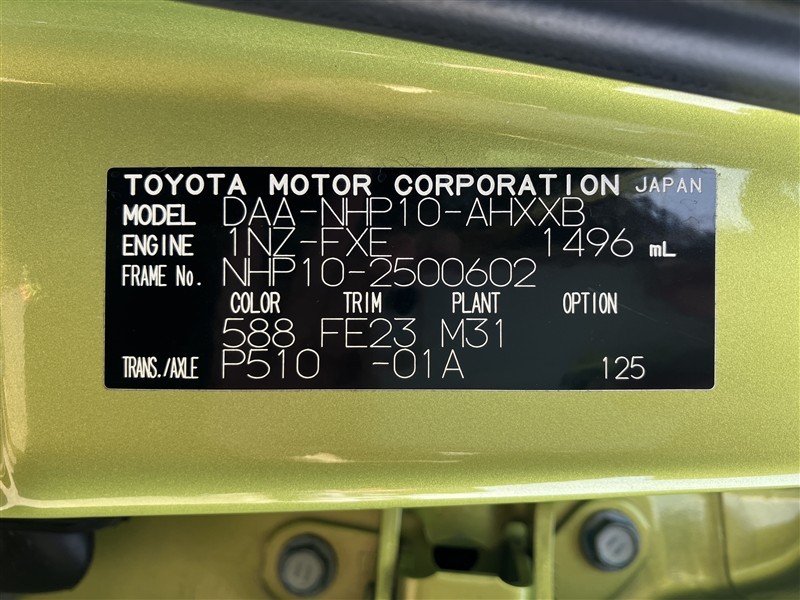 TOYOTA MOTOR CORPORATION JAPAN
MODEL DAA-NHP10-AHXXB
ENGINE 1NZ-FXE 1496 mL
FRAME No. NHP10-2500602
COLOR TRIM PLANT OPTION
588 FE23 M31
TRANS./AXLE P510 -01A 125